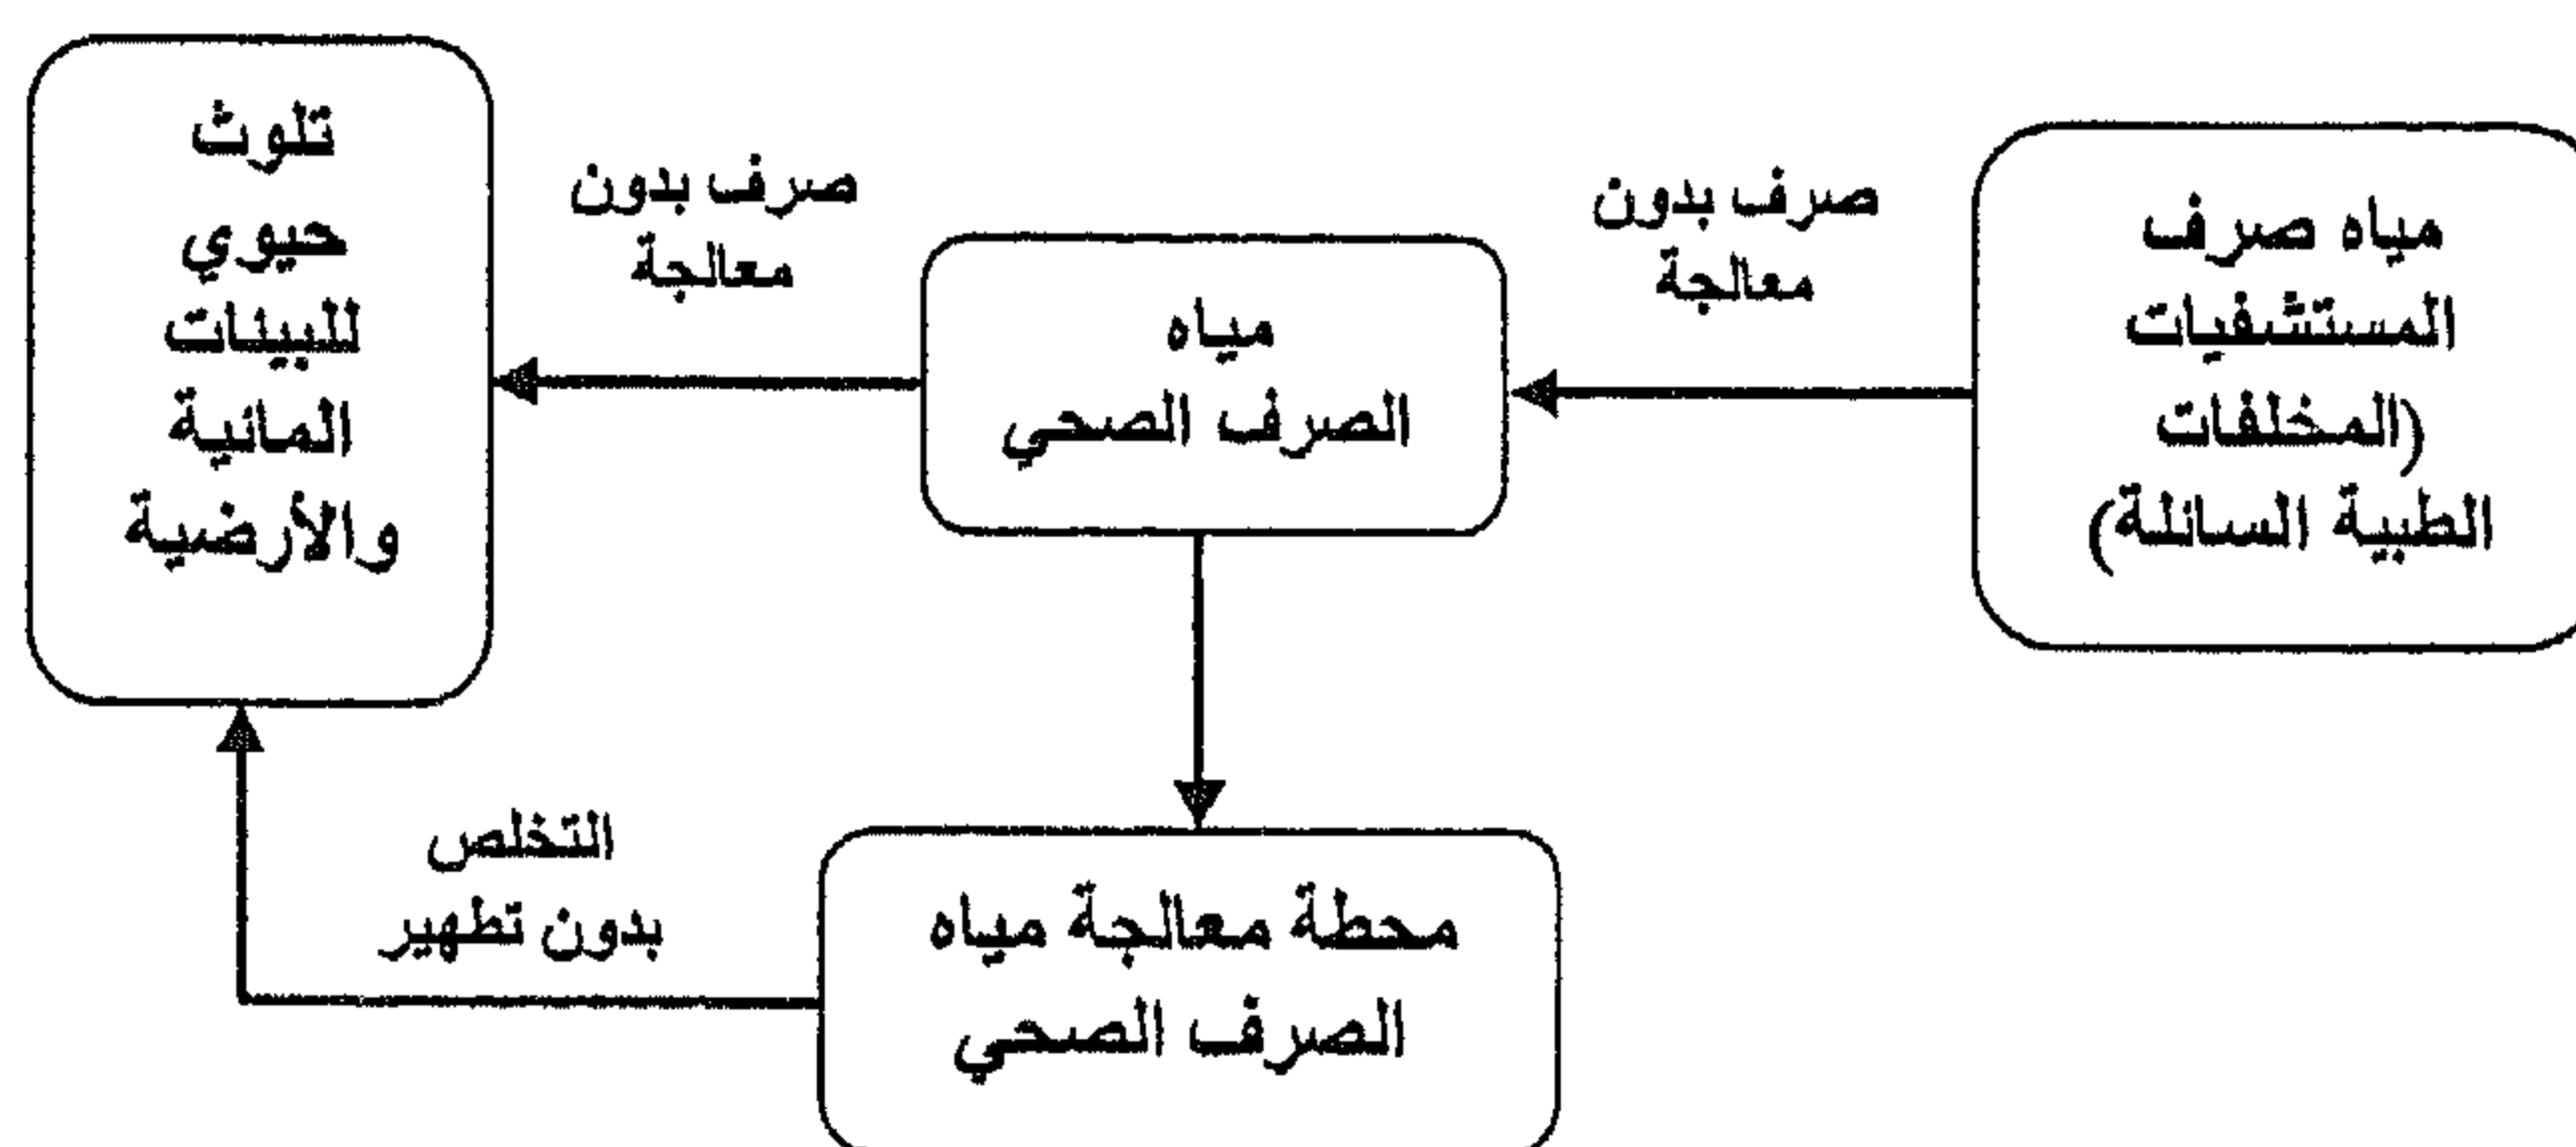 مياه صرف
المستشفيات
(المخلفات
الطبية السائلة)
صرف بدون
معالجة
مياه
الصرف الصحي
صرف بدون
معالجة
تلوث
حيوي
للبيئات
المائية
والأرضية
محطة معالجة مياه
الصرف الصحي
التخلص
بدون تطهير